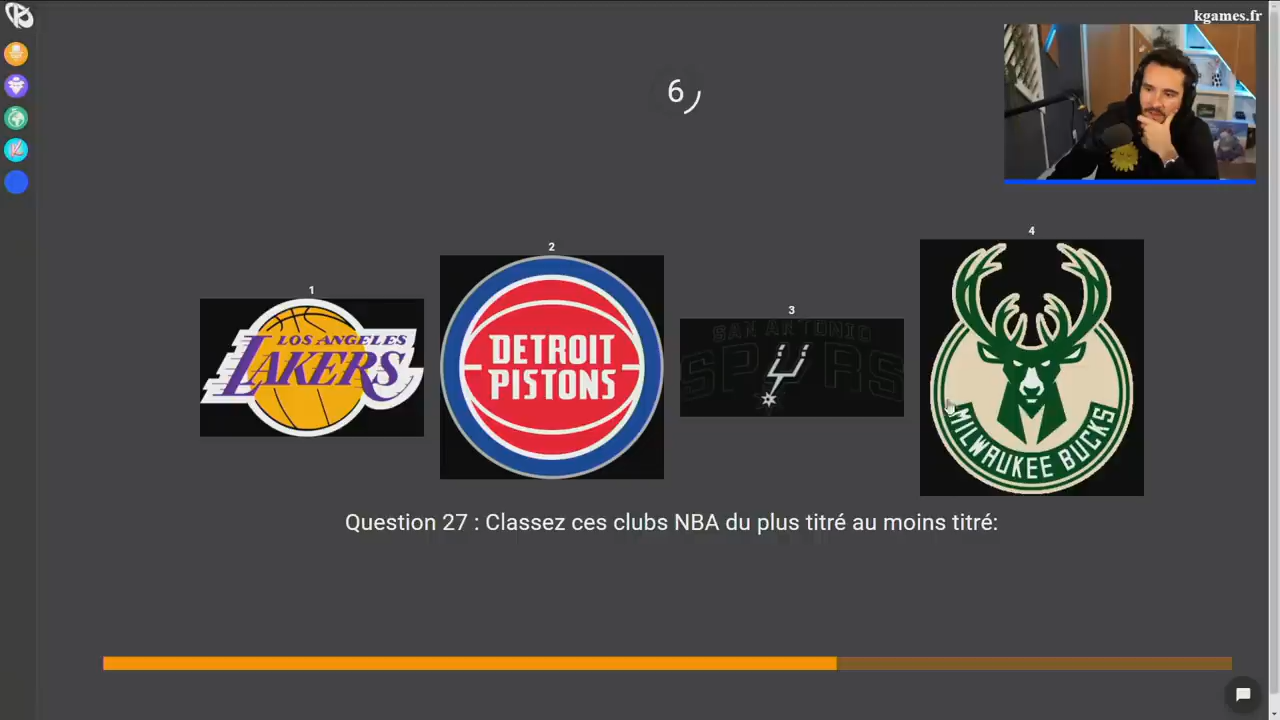 kgames.fr
6
1
2
3
4
LOS ANGELES
LAKERS
DETROIT
PISTONS
SAN ANTONIO
SPURS
MILWAUKEE BUCKS
Question 27 : Classez ces clubs NBA du plus titré au moins titré: